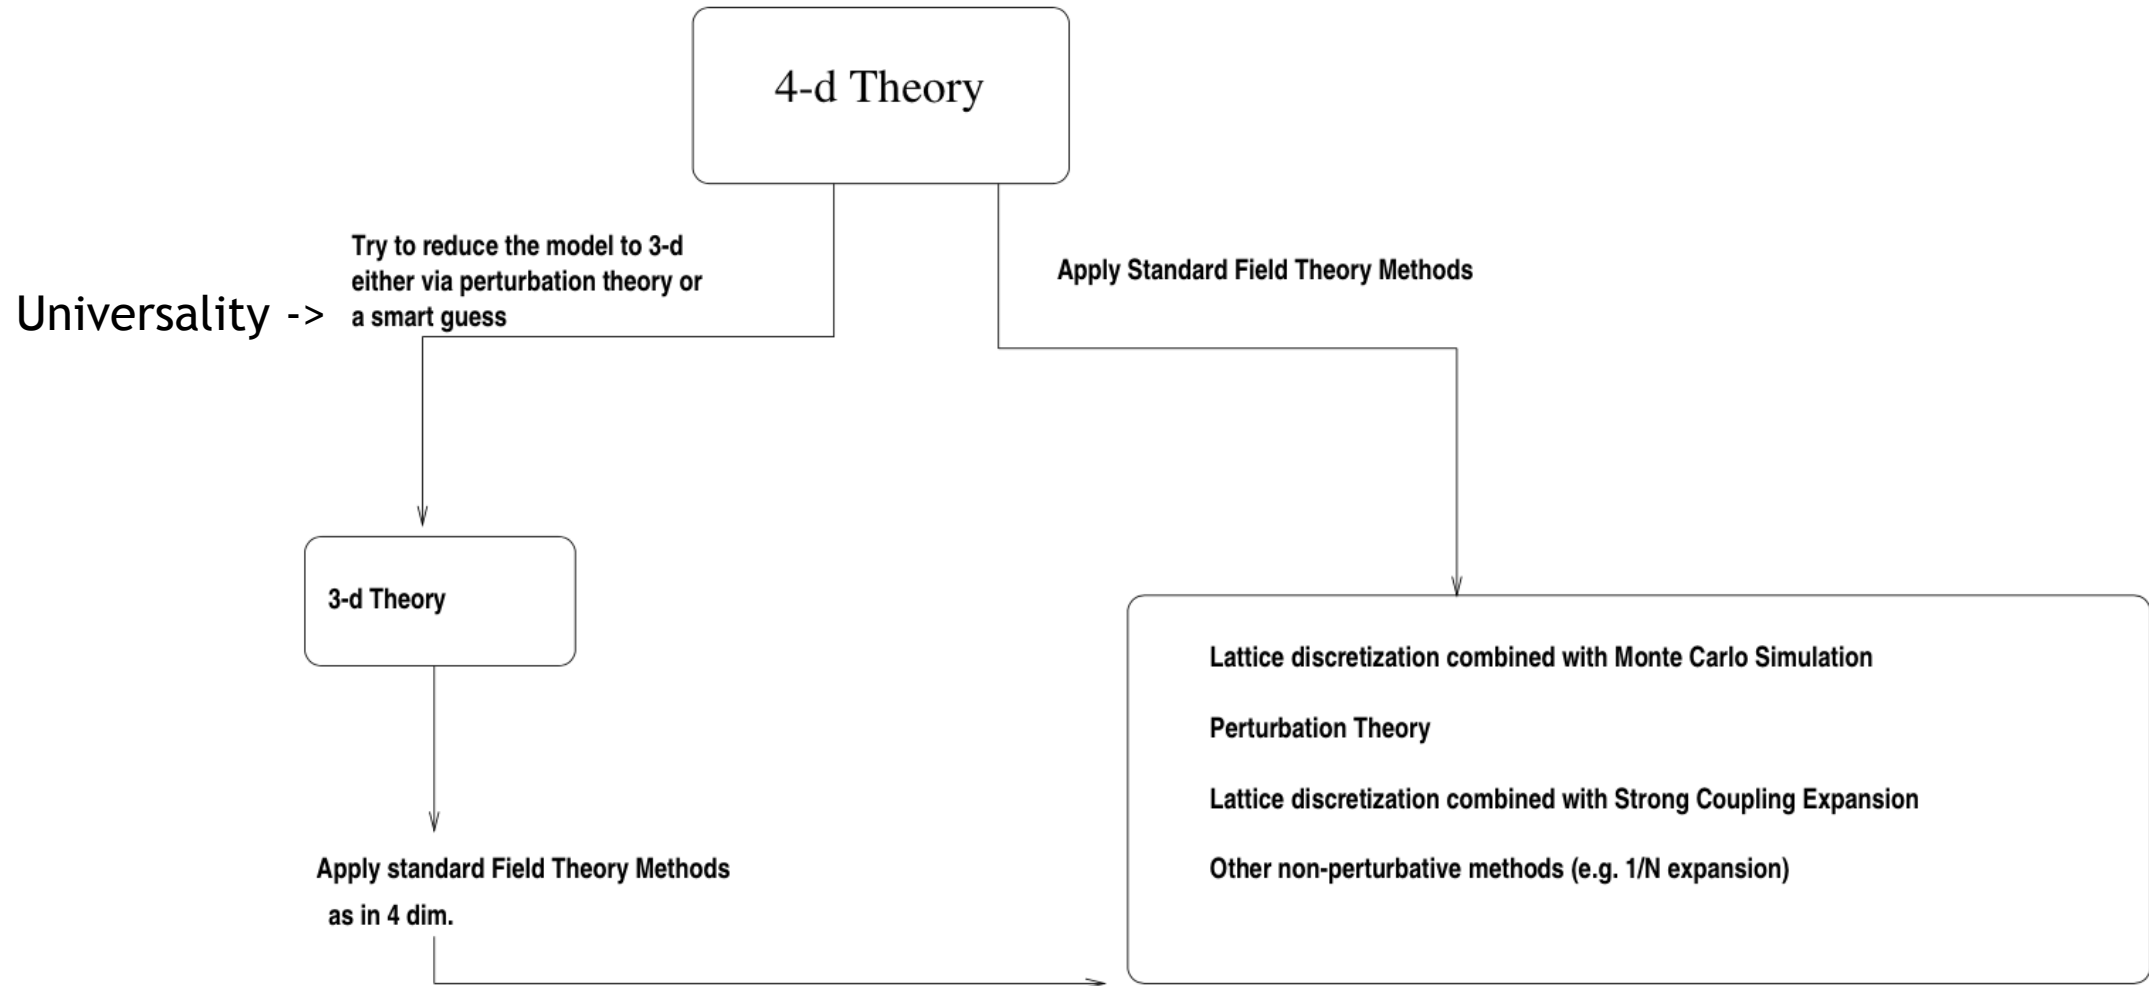 4-d Theory
Try to reduce the model to 3-d
either via perturbation theory or
a smart guess
Universality ->
Apply Standard Field Theory Methods
3-d Theory
Lattice discretization combined with Monte Carlo Simulation
Perturbation Theory
Lattice discretization combined with Strong Coupling Expansion
Other non-perturbative methods (e.g. 1/N expansion)
Apply standard Field Theory Methods
as in 4 dim.